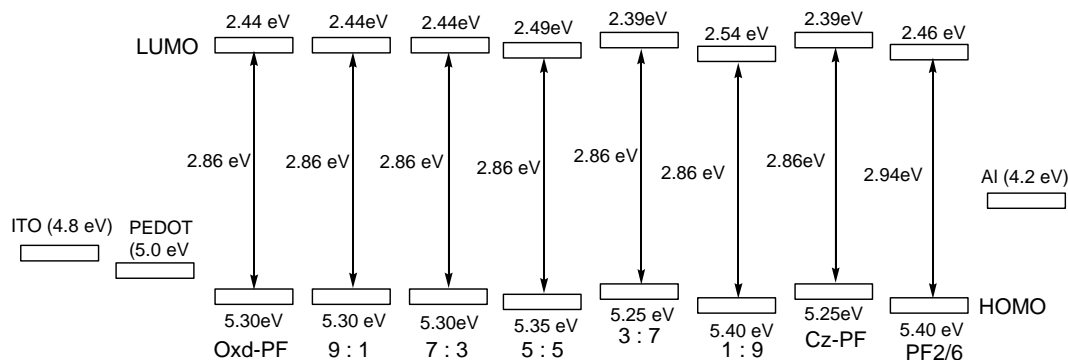 2.44 eV 2.44eV 2.44eV 2.49eV 2.39eV 2.54 eV 2.39eV 2.46 eV
LUMO
2.86 eV 2.86 eV 2.86 eV 2.86 eV 2.86 eV 2.86 eV 2.86eV 2.94eV
Al (4.2 eV)
ITO (4.8 eV) PEDOT
(5.0 eV
HOMO
5.30eV 5.30 eV 5.30eV 5.35 eV 5.25 eV 5.40 eV 5.25eV 5.40 eV
Oxd-PF 9 : 1 7 : 3 5 : 5 3 : 7 1 : 9 Cz-PF PF2/6